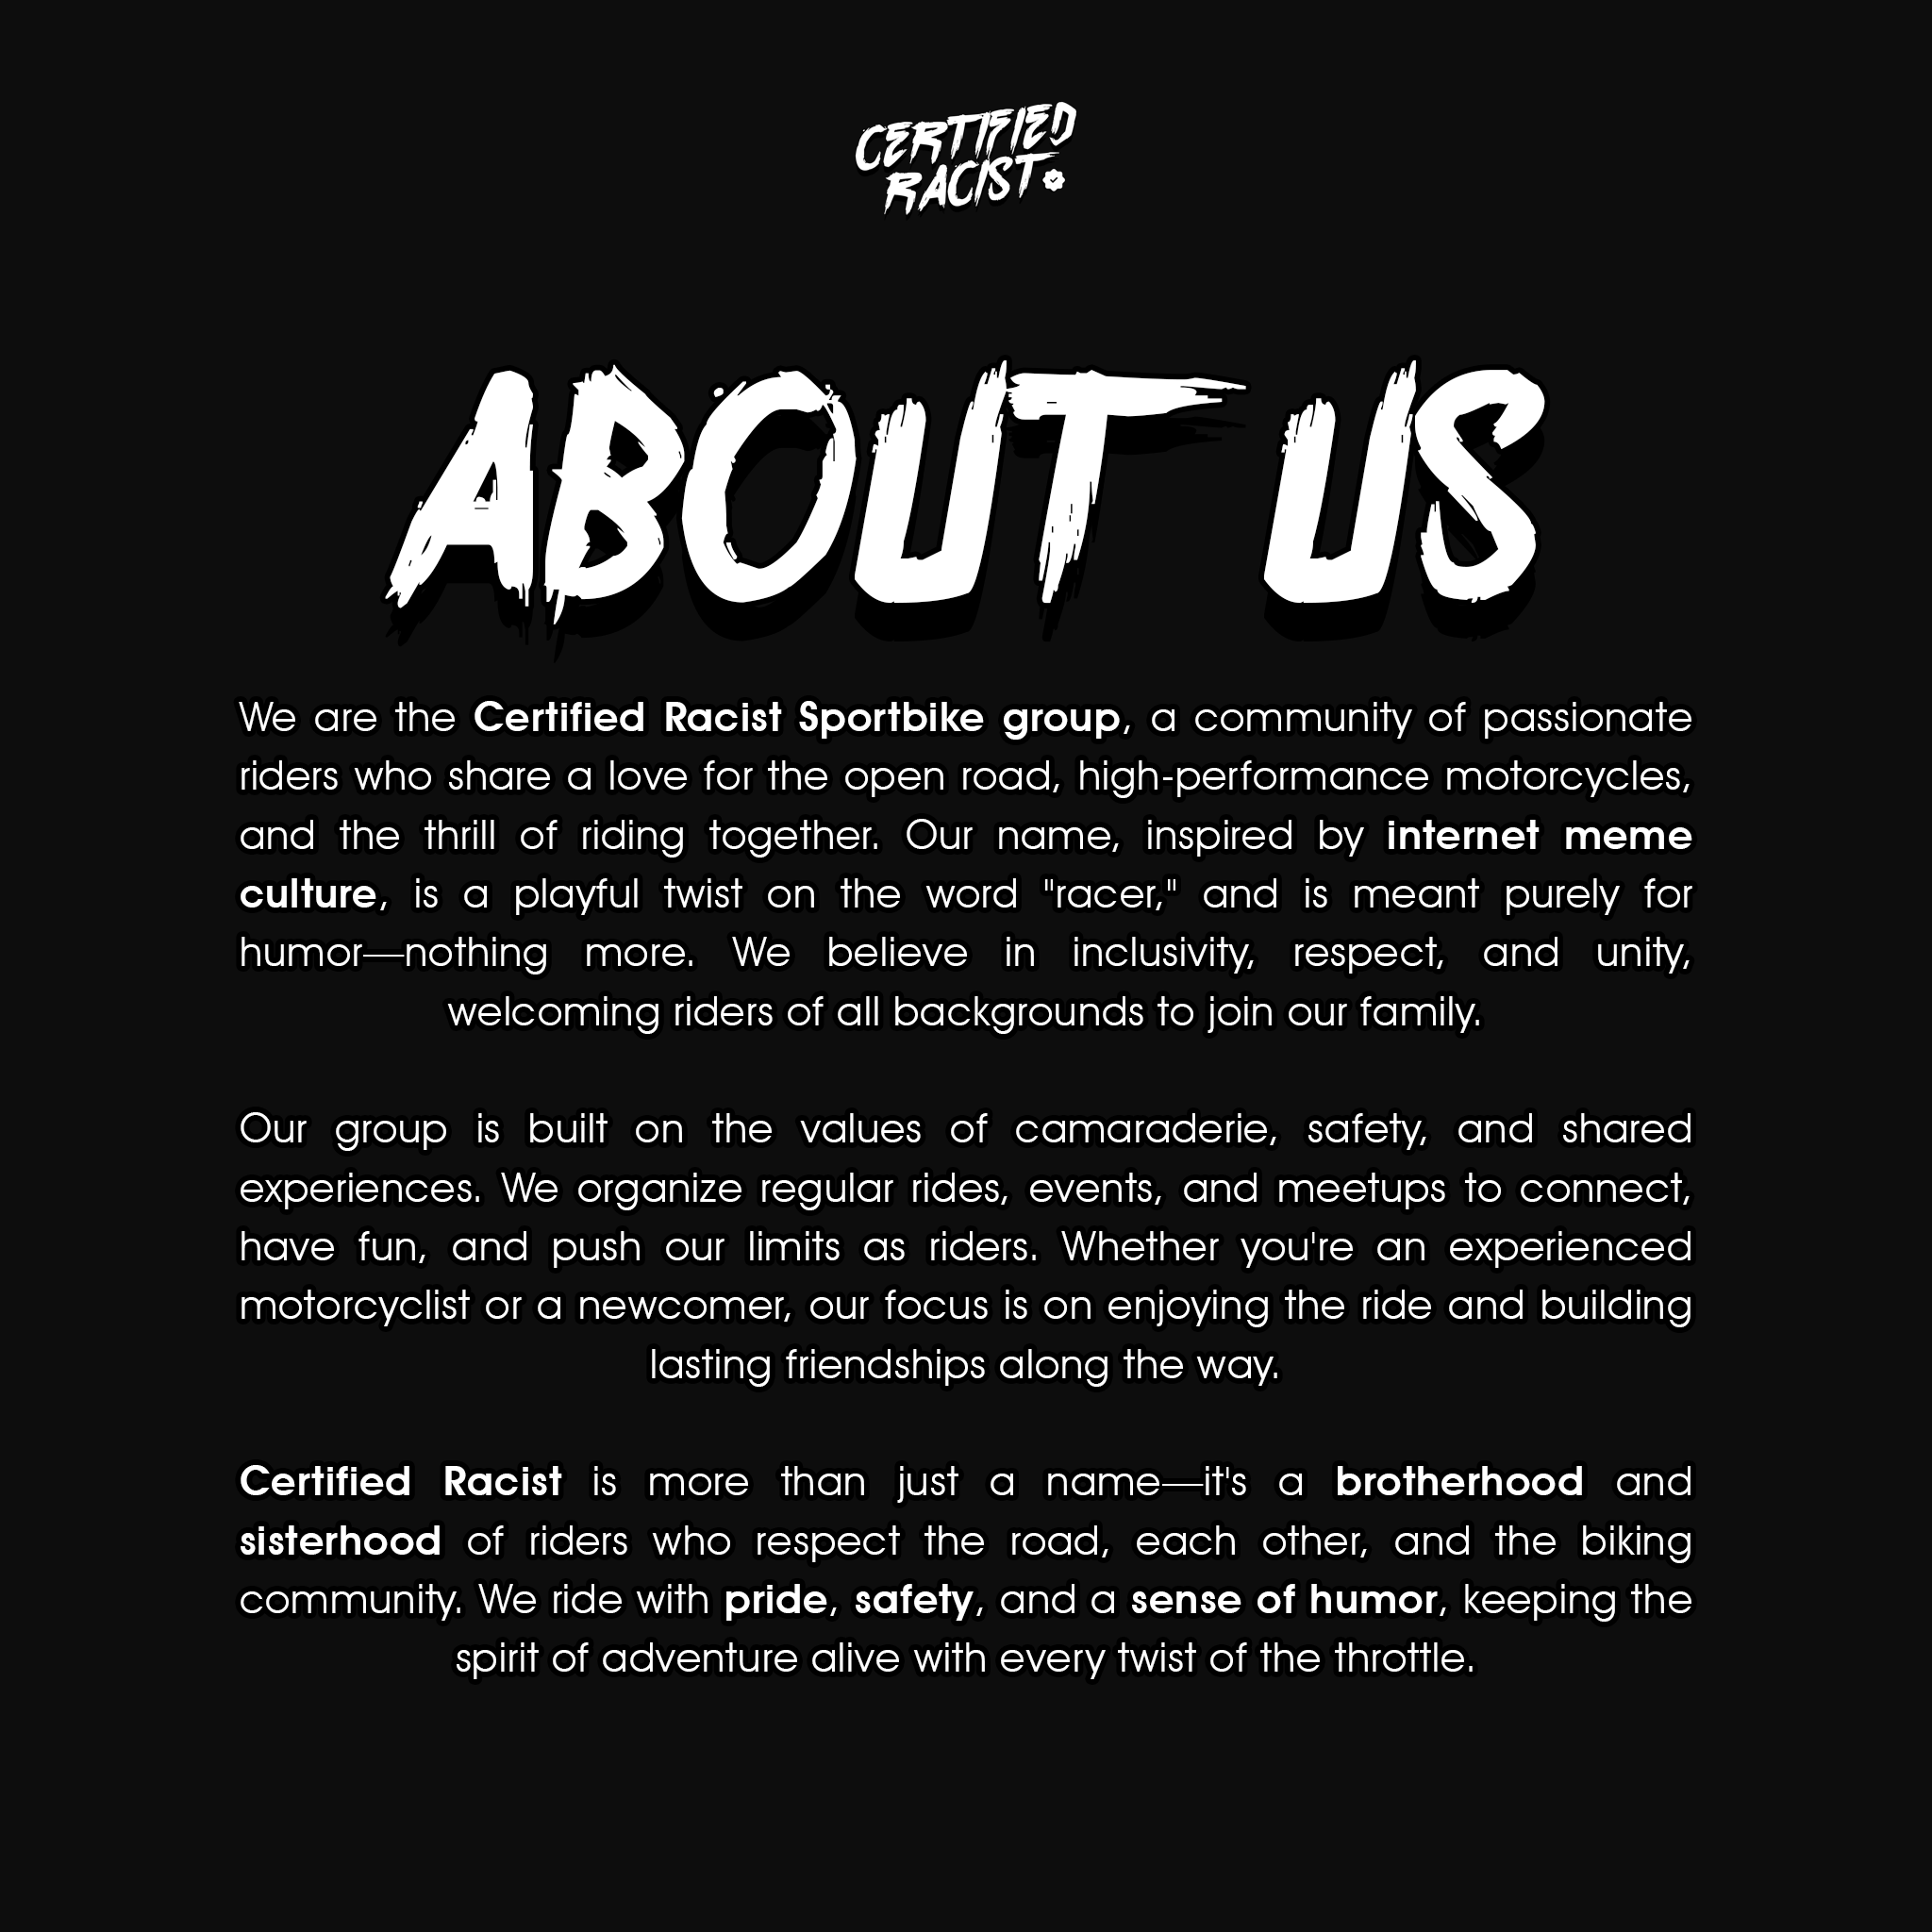 CERTIFIED
RACIST
ABOUT US
We are the Certified Racist Sportbike group, a community of passionate
riders who share a love for the open road, high-performance motorcycles,
and the thrill of riding together. Our name, inspired by internet meme
culture, is a playful twist on the word "racer," and is meant purely for
humor—nothing more. We believe in inclusivity, respect, and unity,
welcoming riders of all backgrounds to join our family.
Our group is built on the values of camaraderie, safety, and shared
experiences. We organize regular rides, events, and meetups to connect,
have fun, and push our limits as riders. Whether you're an experienced
motorcyclist or a newcomer, our focus is on enjoying the ride and building
lasting friendships along the way.
Certified Racist is more than just a name—it's a brotherhood and
sisterhood of riders who respect the road, each other, and the biking
community. We ride with pride, safety, and a sense of humor, keeping the
spirit of adventure alive with every twist of the throttle.